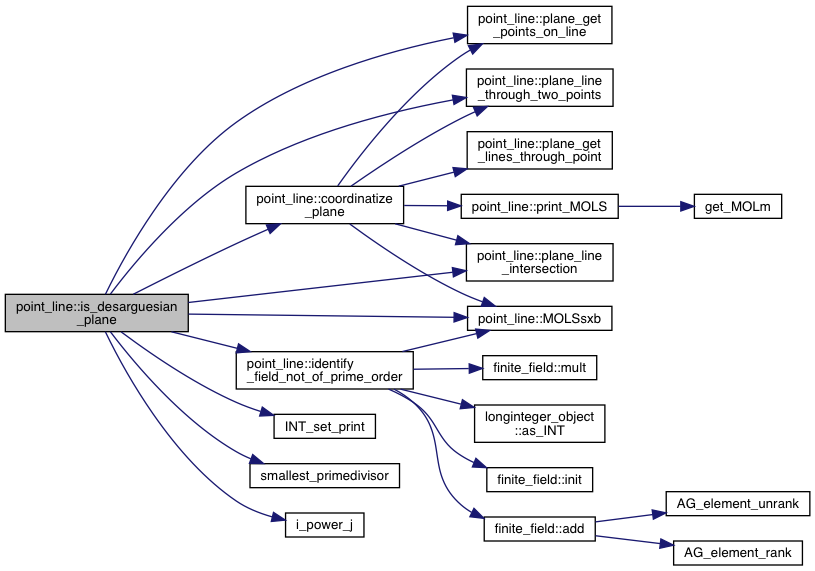 point_line::is_desarguesian
_plane
point_line::coordinatize
_plane
point_line::identify
_field_not_of_prime_order
INT_set_print
smallest_primedivisor
i_power_j
point_line::plane_get
_points_on_line
point_line::plane_line
_through_two_points
point_line::plane_get
_lines_through_point
point_line::print_MOLS
point_line::plane_line
_intersection
point_line::MOLSsxb
finite_field::mult
longinteger_object
::as_INT
finite_field::init
finite_field::add
get_MOLm
AG_element_unrank
AG_element_rank